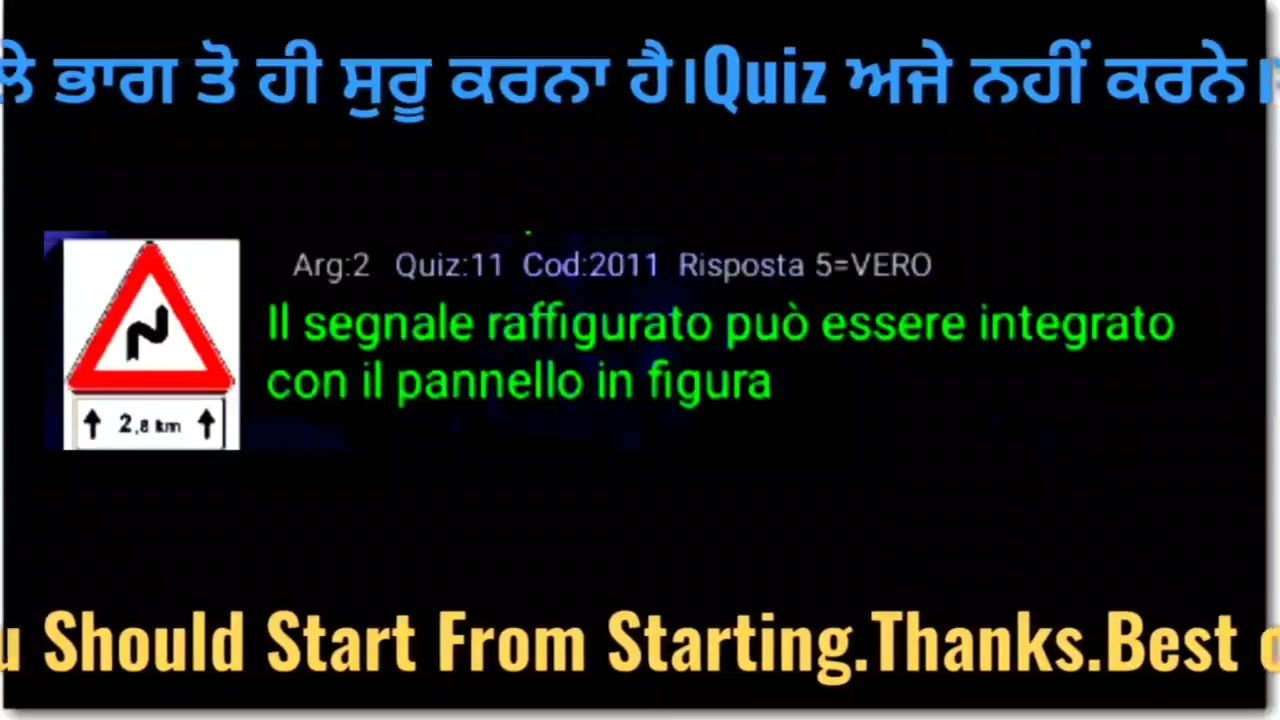 ਭਾਗ ਤੋ ਹੀ ਸੁਰੂ ਕਰਨਾ ਹੈ।Quiz ਅਜੇ ਨਹੀਂ ਕਰਨੇ।
Arg:2 Quiz:11 Cod:2011 Risposta 5=VERO
Il segnale raffigurato può essere integrato
con il pannello in figura
2,8 km
Should Start From Starting.Thanks.Best